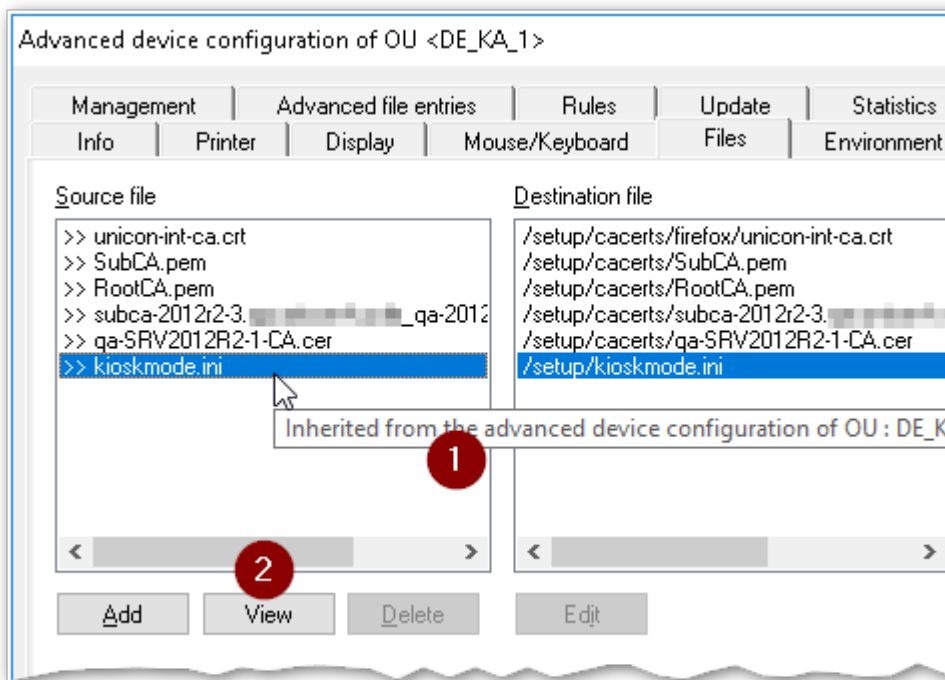 Advanced device configuration of OU <DE_KA_1>
Management Advanced file entries Rules Update Statistics
Info Printer Display Mouse/Keyboard Files Environment
Source file Destination file
>> unicon-int-ca.crt /setup/cacerts/firefox/unicon-int-ca.crt
>> SubCA.pem /setup/cacerts/SubCA.pem
>> RootCA.pem /setup/cacerts/RootCA.pem
>> subca-2012r2-3. _qa-2012 /setup/cacerts/subca-2012r2-3.
>> qa-SRV2012R2-1-CA.cer /setup/cacerts/qa-SRV2012R2-1-CA.cer
>> kioskmode.ini /setup/kioskmode.ini
Inherited from the advanced device configuration of OU : DE_K
1
2
Add View Delete Edit